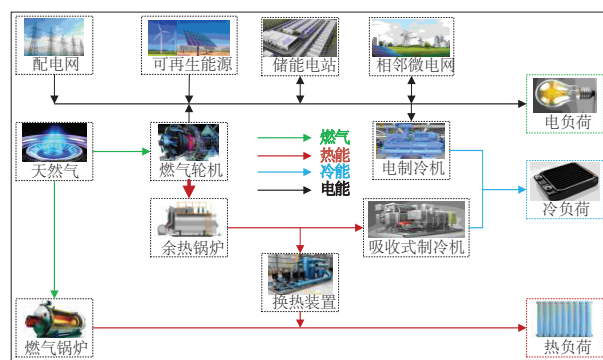 配电网
可再生能源
储能电站
相邻微电网
电负荷
天然气
燃气轮机
燃气
热能
冷能
电能
电制冷机
冷负荷
余热锅炉
吸收式制冷机
换热装置
燃气锅炉
热负荷